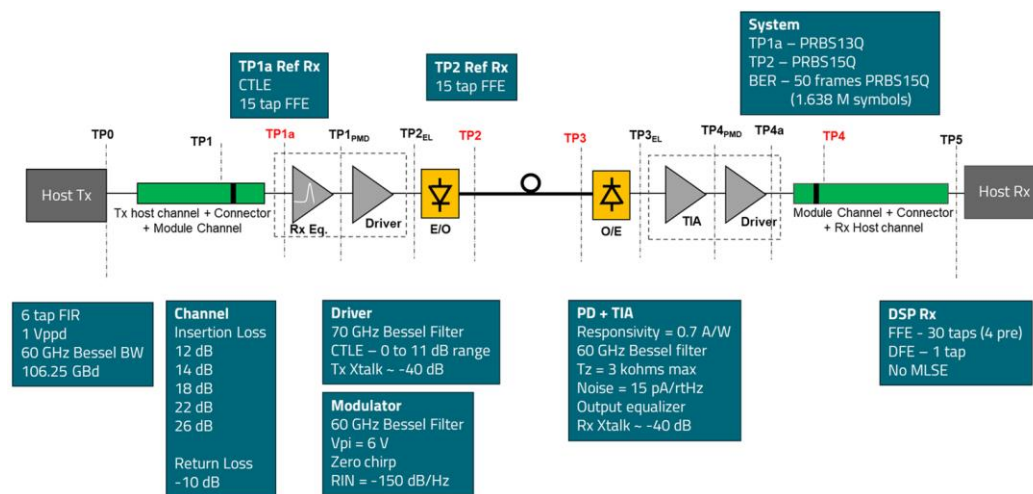 System
TP1a – PRBS13Q
TP2 – PRBS15Q
BER – 50 frames PRBS15Q
(1.638 M symbols)
TP1a Ref Rx
CTLE
15 tap FFE
TP2 Ref Rx
15 tap FFE
TP0
TP1
TP1a
TP1PMD
TP2EL
TP2
TP3
TP3EL
TP4PMD
TP4a
TP4
TP5
Host Tx
Tx host channel + Connector
+ Module Channel
Rx Eq.
Driver
E/O
O/E
TIA
Driver
Module Channel + Connector
+ Rx Host channel
Host Rx
6 tap FIR
1 Vppd
60 GHz Bessel BW
106.25 GBd
Channel
Insertion Loss
12 dB
14 dB
18 dB
22 dB
26 dB
Return Loss
-10 dB
Driver
70 GHz Bessel Filter
CTLE – 0 to 11 dB range
Tx Xtalk ~ -40 dB
Modulator
60 GHz Bessel Filter
Vpi = 6 V
Zero chirp
RIN = -150 dB/Hz
PD + TIA
Responsivity = 0.7 A/W
60 GHz Bessel filter
Tz = 3 kohms max
Noise = 15 pA/rtHz
Output equalizer
Rx Xtalk ~ -40 dB
DSP Rx
FFE - 30 taps (4 pre)
DFE – 1 tap
No MLSE